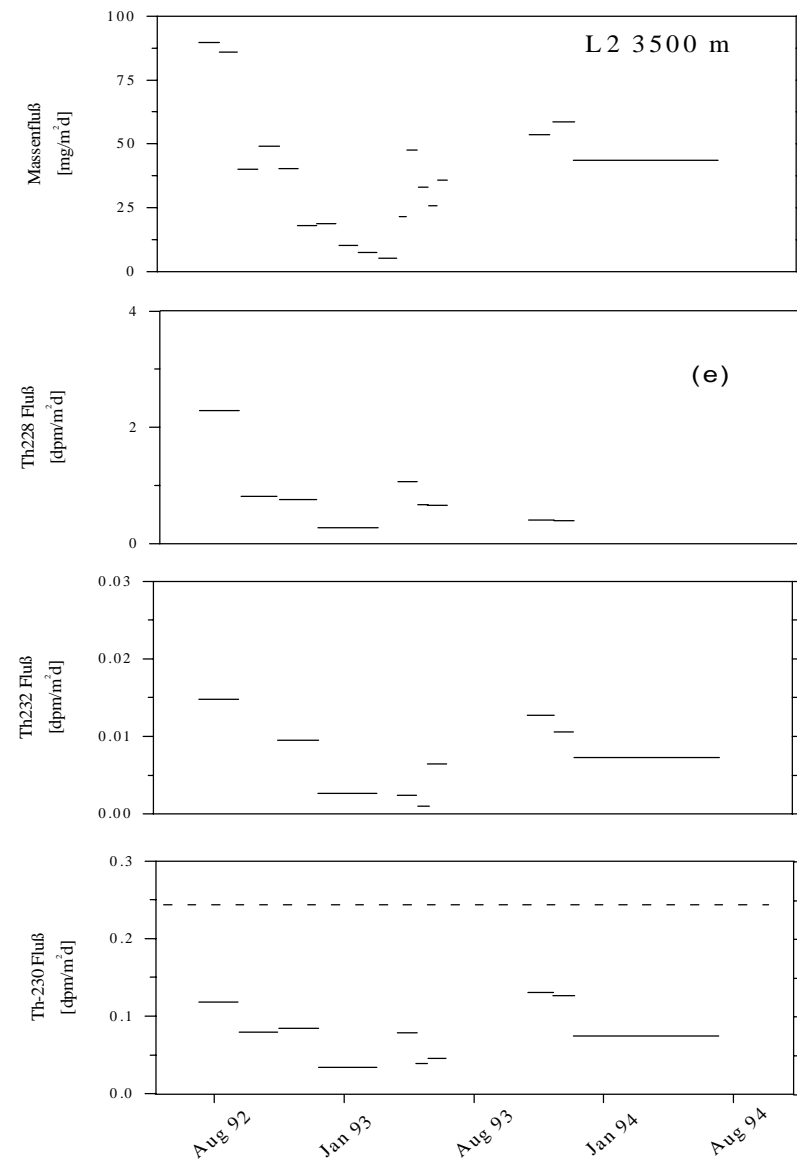 L2 3500 m
Massenfluß
[mg/m²d]
100
75
50
25
0
(e)
Th228 Fluß
[dpm/m²d]
4
2
0
Th232 Fluß
[dpm/m²d]
0.03
0.02
0.01
0.00
Th-230 Fluß
[dpm/m²d]
0.3
0.2
0.1
0.0
Aug 92
Jan 93
Aug 93
Jan 94
Aug 94